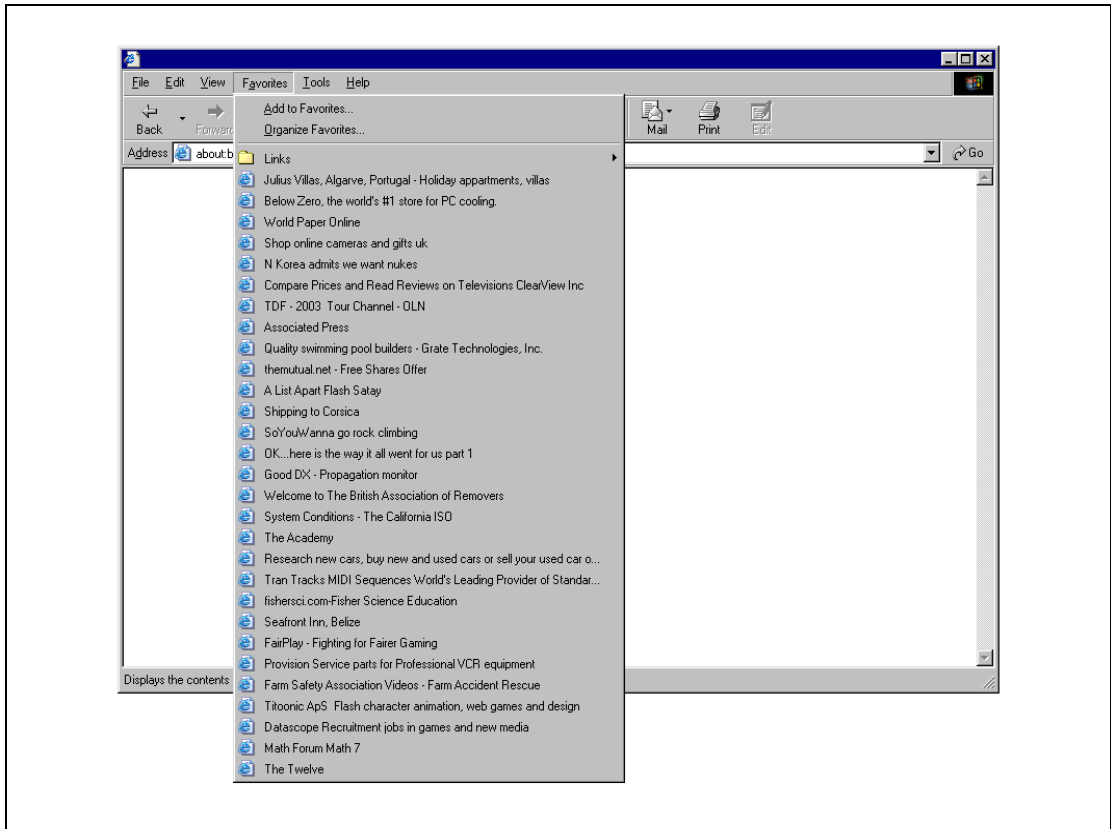 File Edit View Favorites Tools Help
Back Forward Mail Print Edit
Address about:b Go
Add to Favorites...
Organize Favorites...
Links
Julius Villas, Algarve, Portugal - Holiday appartments, villas
Below Zero, the world's #1 store for PC cooling.
World Paper Online
Shop online cameras and gifts uk
N Korea admits we want nukes
Compare Prices and Read Reviews on Televisions ClearView Inc
TDF - 2003 Tour Channel - OLN
Associated Press
Quality swimming pool builders - Grate Technologies, Inc.
themutual.net - Free Shares Offer
A List Apart Flash Satay
Shipping to Corsica
SoYouWanna go rock climbing
OK...here is the way it all went for us part 1
Good DX - Propagation monitor
Welcome to The British Association of Removers
System Conditions - The California ISO
The Academy
Research new cars, buy new and used cars or sell your used car o...
Tran Tracks MIDI Sequences World's Leading Provider of Standar...
fishersci.com-Fisher Science Education
Seafront Inn, Belize
FairPlay - Fighting for Fairer Gaming
Provision Service parts for Professional VCR equipment
Farm Safety Association Videos - Farm Accident Rescue
Titoonic ApS Flash character animation, web games and design
Datascope Recruitment jobs in games and new media
Math Forum Math 7
The Twelve
Displays the contents